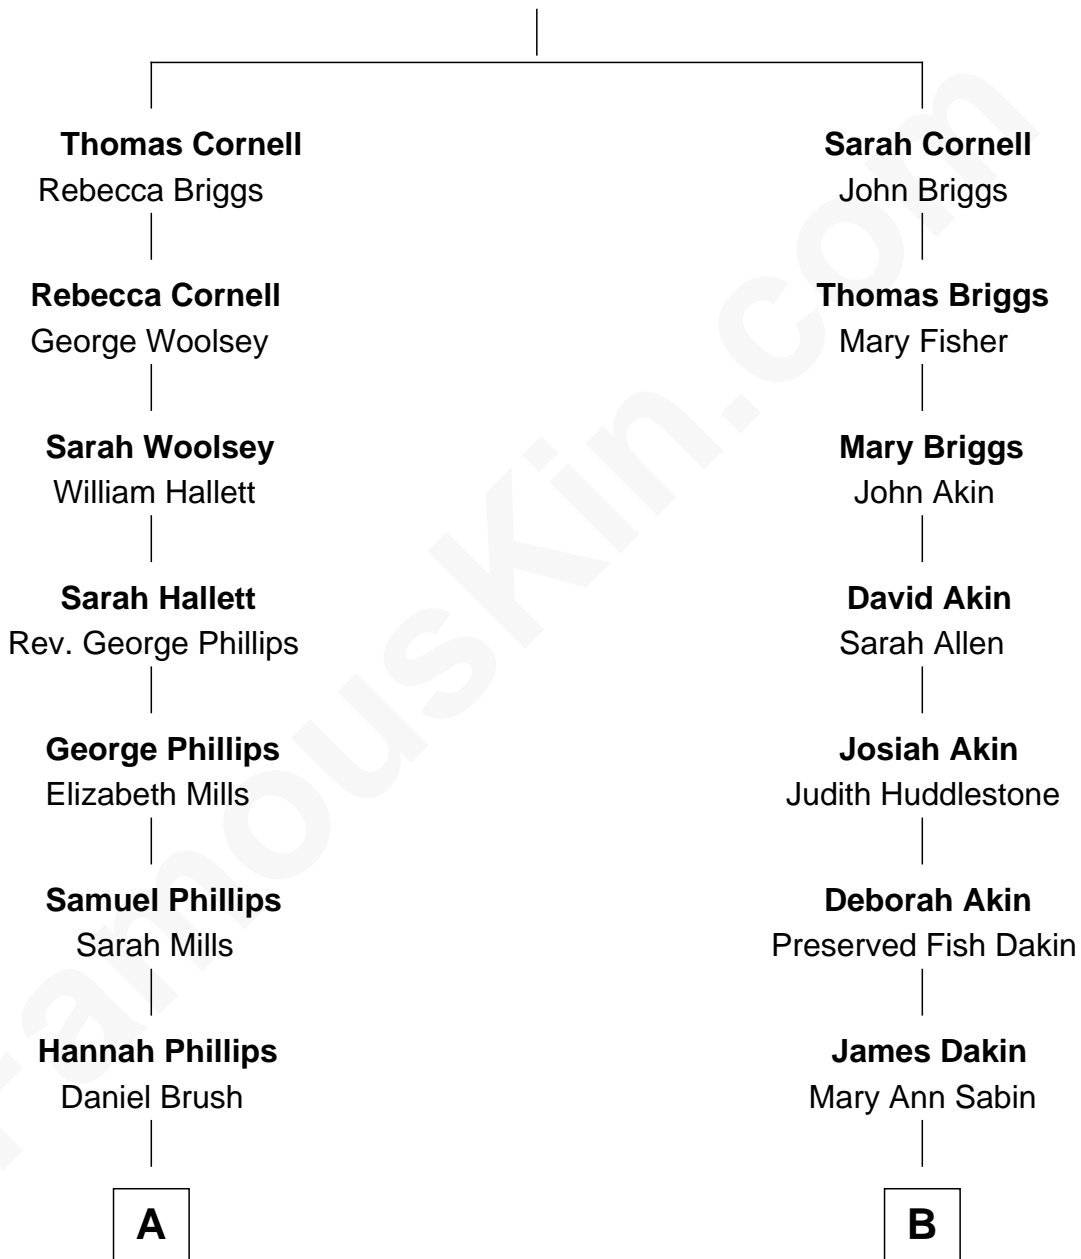 Thomas Cornell
Rebecca Briggs
Rebecca Cornell
George Woolsey
Sarah Woolsey
William Hallett
Sarah Hallett
Rev. George Phillips
George Phillips
Elizabeth Mills
Samuel Phillips
Sarah Mills
Hannah Phillips
Daniel Brush
A
Sarah Cornell
John Briggs
Thomas Briggs
Mary Fisher
Mary Briggs
John Akin
David Akin
Sarah Allen
Josiah Akin
Judith Huddlestone
Deborah Akin
Preserved Fish Dakin
James Dakin
Mary Ann Sabin
B
FamousKin.com